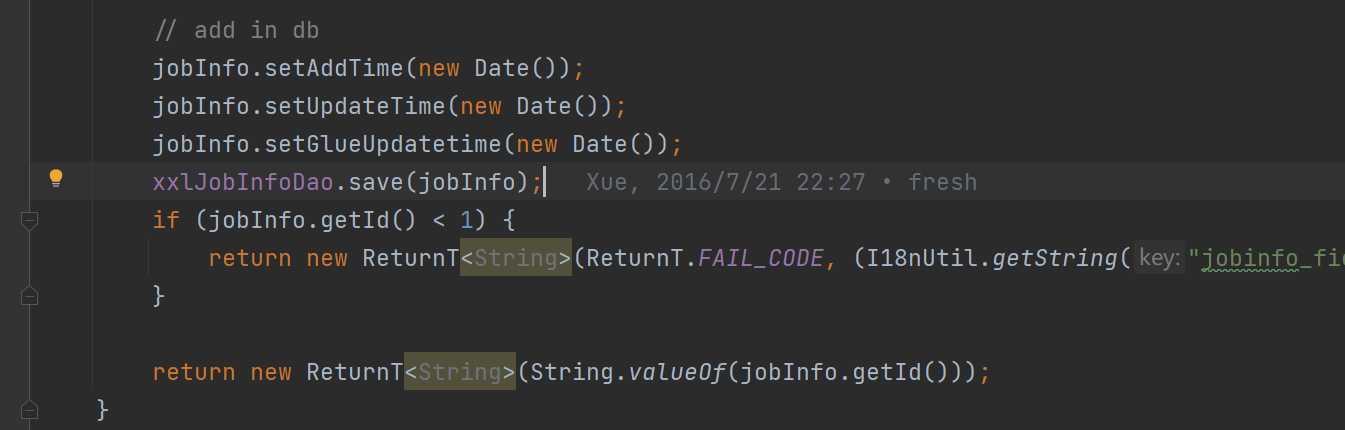 // add in db
jobInfo.setAddTime(new Date());
jobInfo.setUpdateTime(new Date());
jobInfo.setGlueUpdatetime(new Date());
xxlJobInfoDao.save(jobInfo); Xue, 2016/7/21 22:27 • fresh
if (jobInfo.getId() < 1) {
return new ReturnT<String>(ReturnT.FAIL_CODE, (I18nUtil.getString( key: "jobinfo_fie
}
return new ReturnT<String>(String.valueOf(jobInfo.getId()));
}